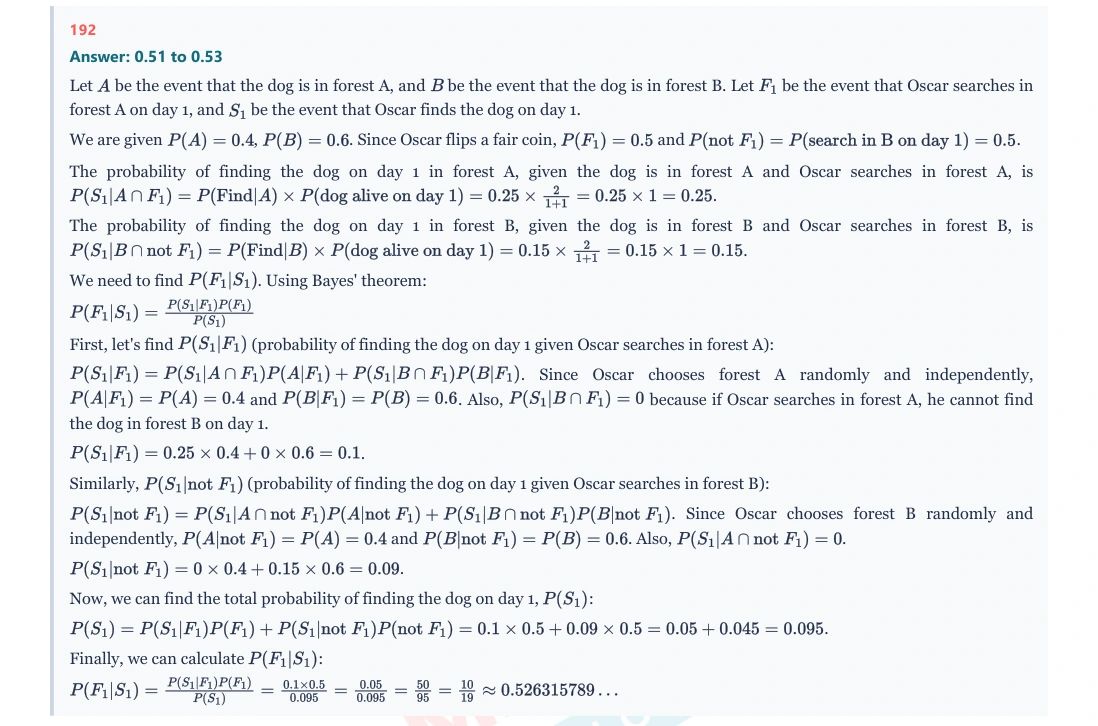 192
Answer: 0.51 to 0.53
Let A be the event that the dog is in forest A, and B be the event that the dog is in forest B. Let F₁ be the event that Oscar searches in
forest A on day 1, and S₁ be the event that Oscar finds the dog on day 1.
We are given P(A) = 0.4, P(B) = 0.6. Since Oscar flips a fair coin, P(F₁) = 0.5 and P(not F₁) = P(search in B on day 1) = 0.5.
The probability of finding the dog on day 1 in forest A, given the dog is in forest A and Oscar searches in forest A, is
P(S₁|A ∩ F₁) = P(Find|A) × P(dog alive on day 1) = 0.25 × 2/(1+1) = 0.25 × 1 = 0.25.
The probability of finding the dog on day 1 in forest B, given the dog is in forest B and Oscar searches in forest B, is
P(S₁|B ∩ not F₁) = P(Find|B) × P(dog alive on day 1) = 0.15 × 2/(1+1) = 0.15 × 1 = 0.15.
We need to find P(F₁|S₁). Using Bayes' theorem:
P(F₁|S₁) = P(S₁|F₁)P(F₁)/P(S₁)
First, let's find P(S₁|F₁) (probability of finding the dog on day 1 given Oscar searches in forest A):
P(S₁|F₁) = P(S₁|A ∩ F₁)P(A|F₁) + P(S₁|B ∩ F₁)P(B|F₁). Since Oscar chooses forest A randomly and independently,
P(A|F₁) = P(A) = 0.4 and P(B|F₁) = P(B) = 0.6. Also, P(S₁|B ∩ F₁) = 0 because if Oscar searches in forest A, he cannot find
the dog in forest B on day 1.
P(S₁|F₁) = 0.25 × 0.4 + 0 × 0.6 = 0.1.
Similarly, P(S₁|not F₁) (probability of finding the dog on day 1 given Oscar searches in forest B):
P(S₁|not F₁) = P(S₁|A ∩ not F₁)P(A|not F₁) + P(S₁|B ∩ not F₁)P(B|not F₁). Since Oscar chooses forest B randomly and
independently, P(A|not F₁) = P(A) = 0.4 and P(B|not F₁) = P(B) = 0.6. Also, P(S₁|A ∩ not F₁) = 0.
P(S₁|not F₁) = 0 × 0.4 + 0.15 × 0.6 = 0.09.
Now, we can find the total probability of finding the dog on day 1, P(S₁):
P(S₁) = P(S₁|F₁)P(F₁) + P(S₁|not F₁)P(not F₁) = 0.1 × 0.5 + 0.09 × 0.5 = 0.05 + 0.045 = 0.095.
Finally, we can calculate P(F₁|S₁):
P(F₁|S₁) = P(S₁|F₁)P(F₁)/P(S₁) = 0.1×0.5/0.095 = 0.05/0.095 = 50/95 = 10/19 ≈ 0.526315789 . . .